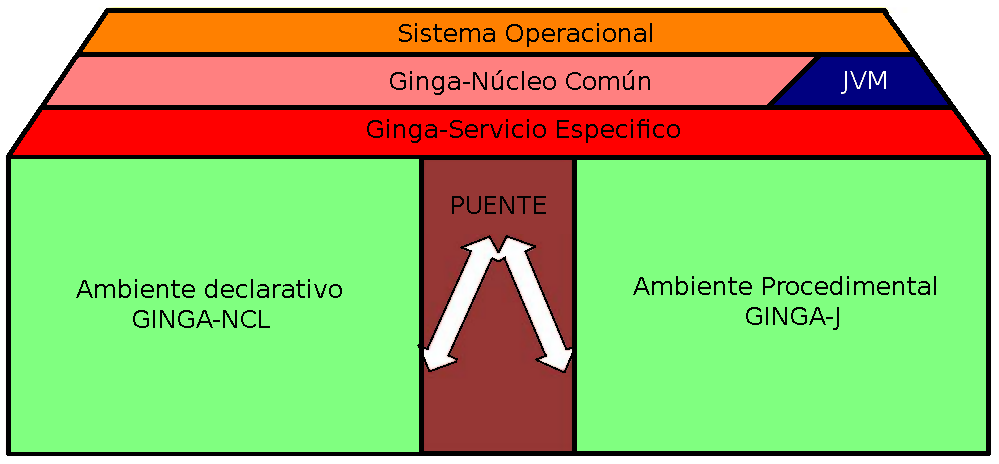 Sistema Operacional
Ginga-Núcleo Común
JVM
Ginga-Servicio Especifico
PUENTE
Ambiente declarativo
GINGA-NCL
Ambiente Procedimental
GINGA-J